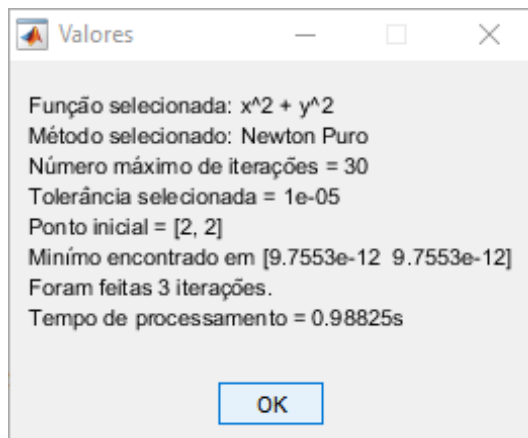 Valores
Função selecionada: x^2 + y^2
Método selecionado: Newton Puro
Número máximo de iterações = 30
Tolerância selecionada = 1e-05
Ponto inicial = [2, 2]
Minímo encontrado em [9.7553e-12  9.7553e-12]
Foram feitas 3 iterações.
Tempo de processamento = 0.98825s
OK